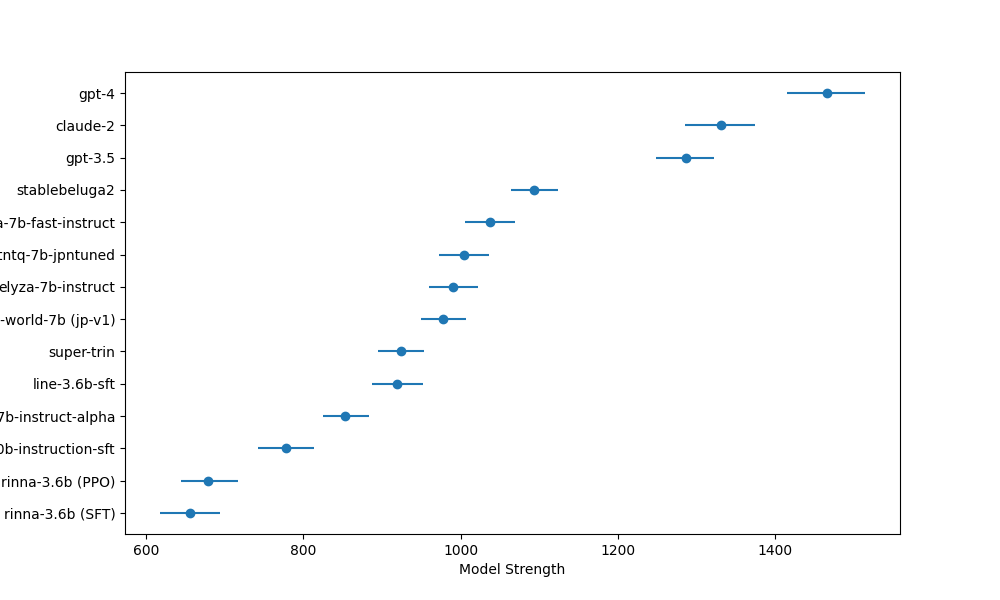 gpt-4
claude-2
gpt-3.5
stablebeluga2
a-7b-fast-instruct
tntq-7b-jpntuned
elyza-7b-instruct
-world-7b (jp-v1)
super-trin
line-3.6b-sft
7b-instruct-alpha
0b-instruction-sft
rinna-3.6b (PPO)
rinna-3.6b (SFT)
600 800 1000 1200 1400
Model Strength